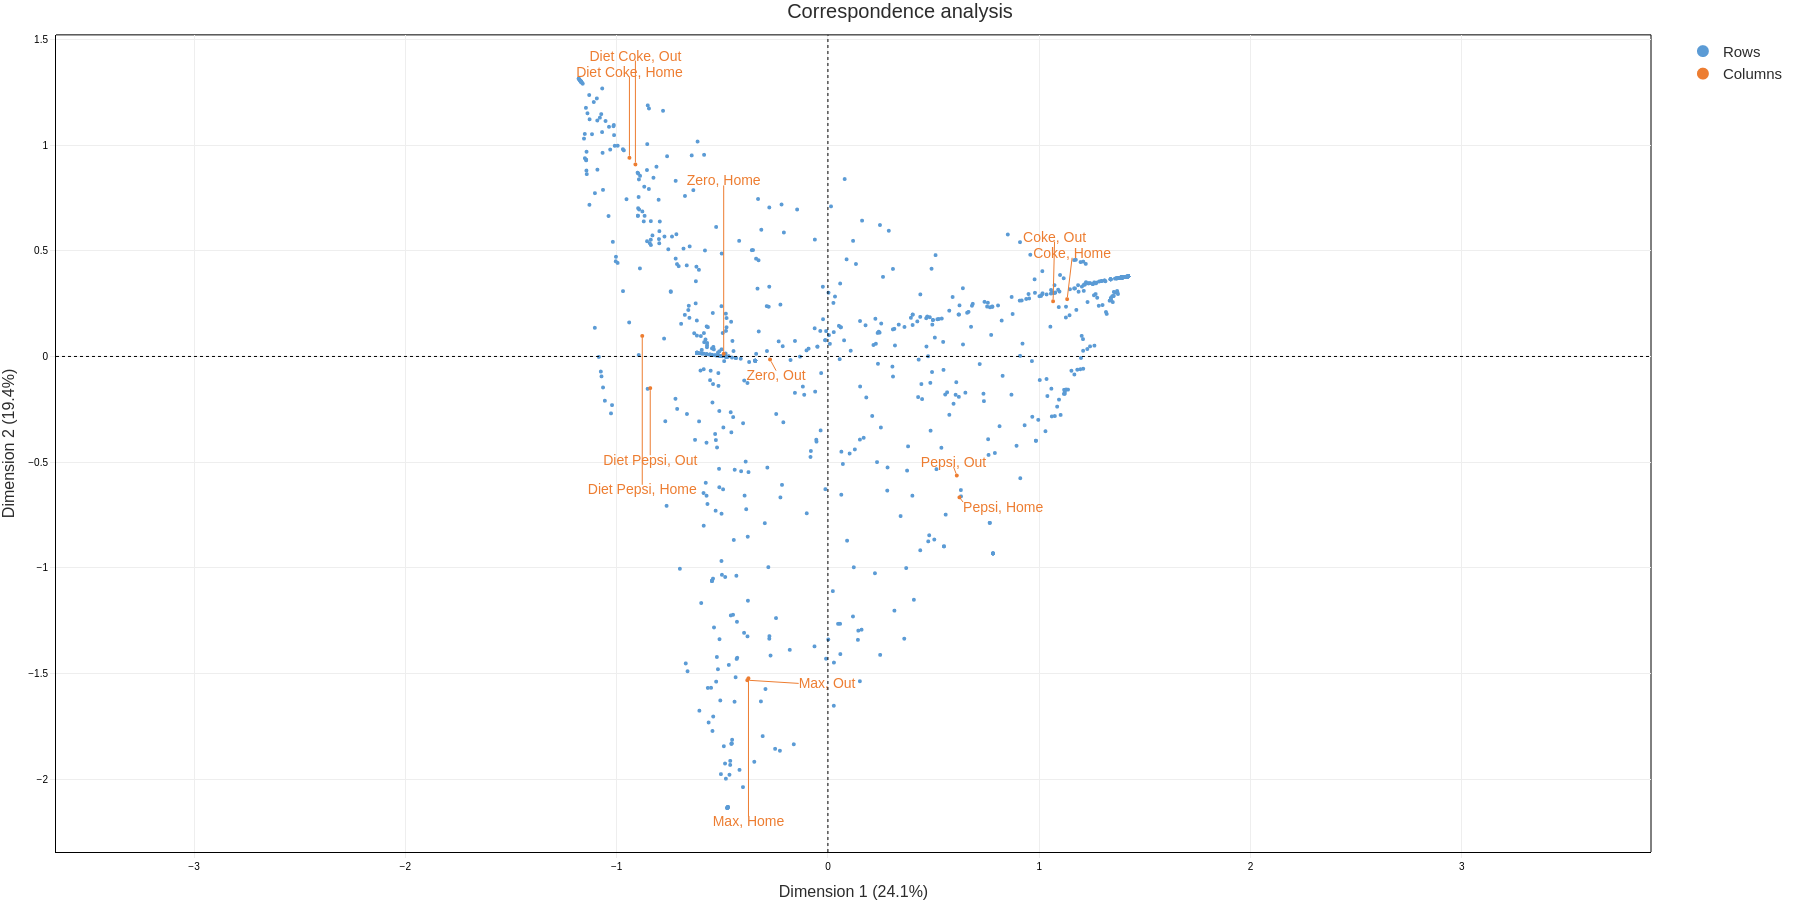 Correspondence analysis
Rows
Columns
Diet Coke, Out
Diet Coke, Home
Zero, Home
Coke, Out
Coke, Home
Zero, Out
Diet Pepsi, Out
Diet Pepsi, Home
Pepsi, Out
Pepsi, Home
Max, Out
Max, Home
1.5
1
0.5
0
−0.5
−1
−1.5
−2
Dimension 2 (19.4%)
−3
−2
−1
0
1
2
3
Dimension 1 (24.1%)